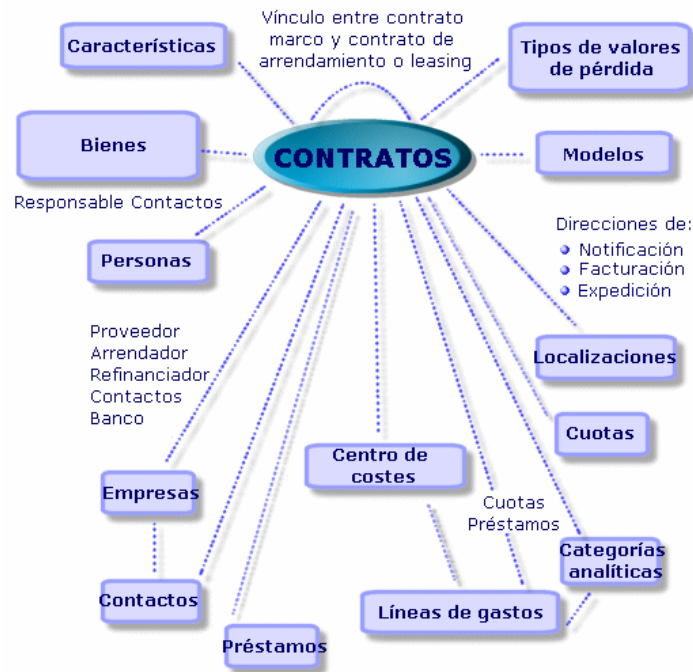 Características
Vínculo entre contrato
marco y contrato de
arrendamiento o leasing
Tipos de valores
de pérdida
Bienes
CONTRATOS
Modelos
Responsable Contactos
Personas
Direcciones de:
Notificación
Facturación
Expedición
Proveedor
Arrendador
Refinanciador
Contactos
Banco
Localizaciones
Cuotas
Centro de
costes
Empresas
Cuotas
Préstamos
Categorías
analíticas
Contactos
Líneas de gastos
Préstamos